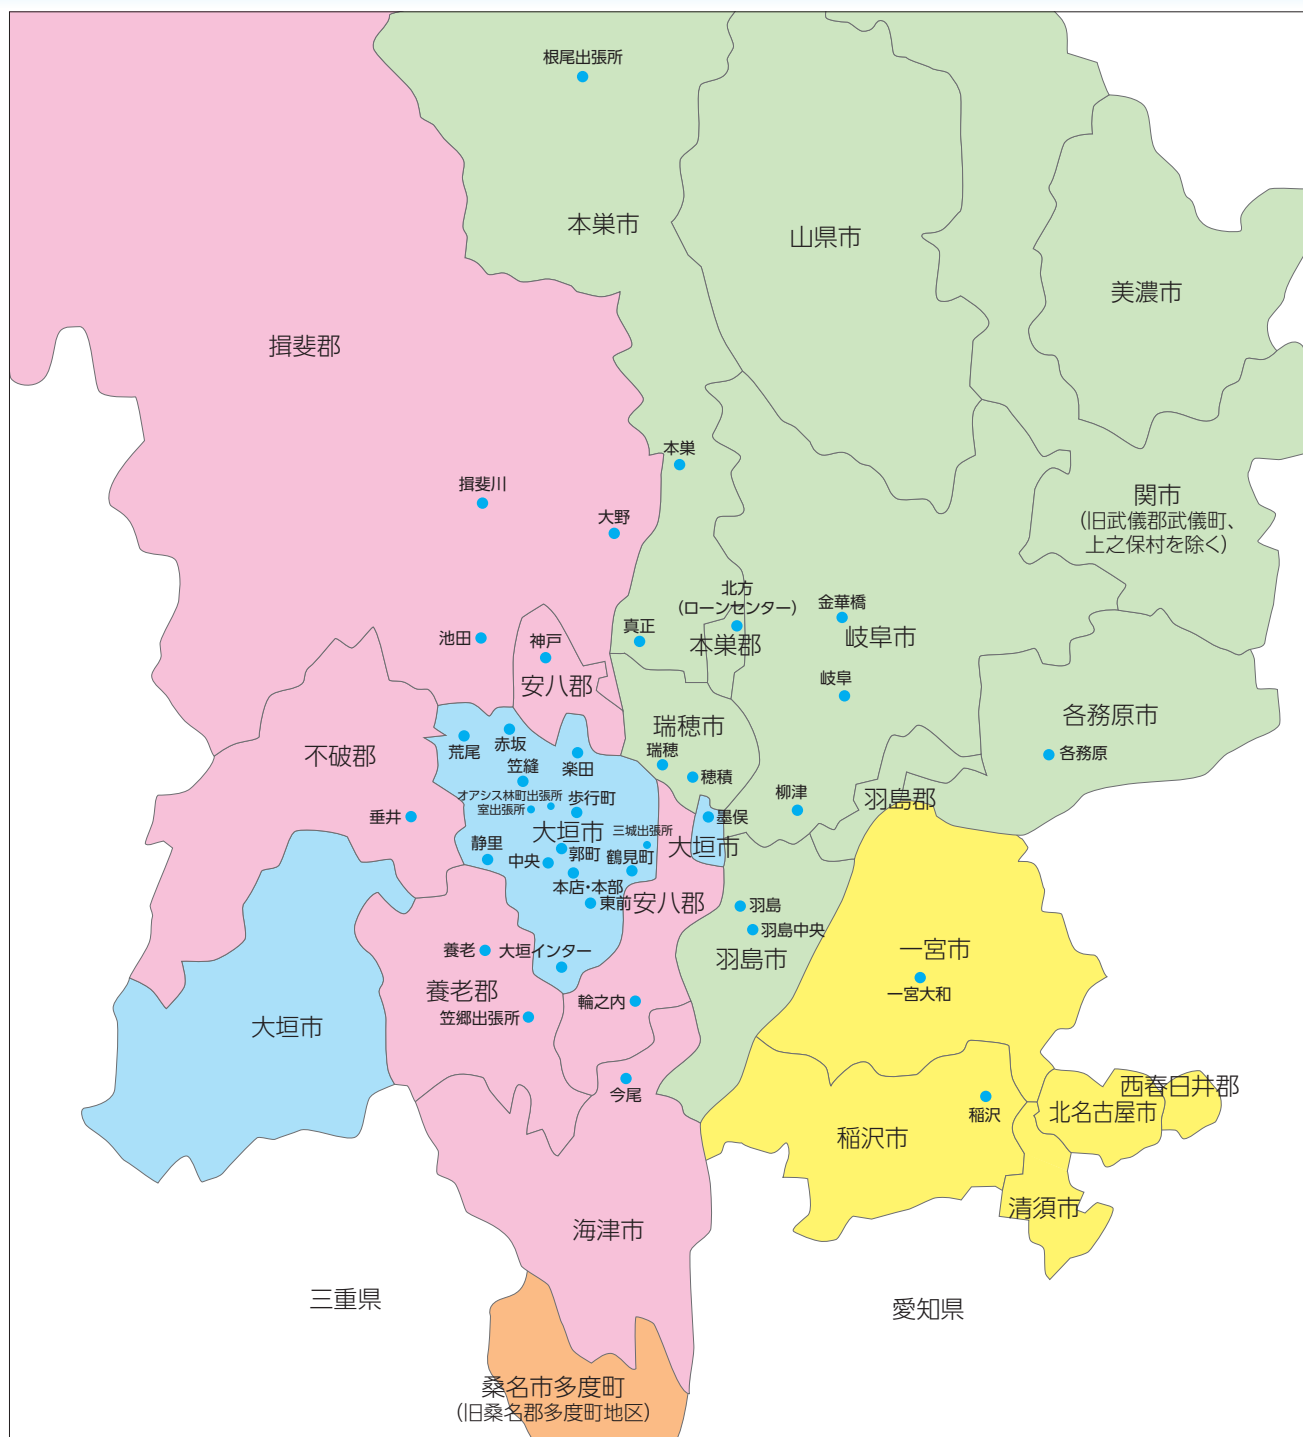 根尾出張所
本巣市
山県市
美濃市
揖斐郡
本巣
揖斐川
大野
関市
(旧武儀郡武儀町、
上之保村を除く)
北方
(ローンセンター)
金華橋
真正
本巣郡
岐阜市
池田
神戸
安八郡
岐阜
瑞穂市
各務原市
荒尾
赤坂
不破郡
楽田
瑞穂
穂積
各務原
笠縫
オアシス林町出張所
室出張所
歩行町
柳津
羽島郡
垂井
墨俣
大垣市
三城出張所
大垣市
静里
中央
郭町
鶴見町
本店・本部
東前
安八郡
羽島
羽島中央
養老
大垣インター
羽島市
一宮市
養老郡
一宮大和
輪之内
笠郷出張所
大垣市
今尾
西春日井郡
稲沢
北名古屋市
稲沢市
清須市
海津市
三重県
愛知県
桑名市多度町
(旧桑名郡多度町地区)